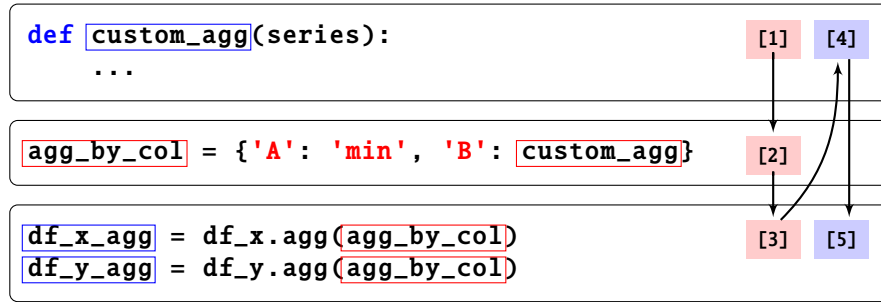 def custom_agg(series): [1] [4]
    ...
agg_by_col = {'A': 'min', 'B': custom_agg} [2]
df_x_agg = df_x.agg(agg_by_col) [3] [5]
df_y_agg = df_y.agg(agg_by_col)